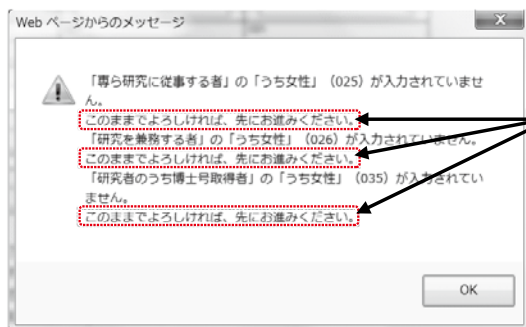 Web ページからのメッセージ
X
「専ら研究に従事する者」の「うち女性」（025）が入力されていませ
ん。
このままでよろしければ、先にお進みください。
「研究を兼務する者」の「うち女性」（026）が入力されていません。
このままでよろしければ、先にお進みください。
「研究者のうち博士号取得者」の「うち女性」（035）が入力されてい
ません。
このままでよろしければ、先にお進みください。
OK